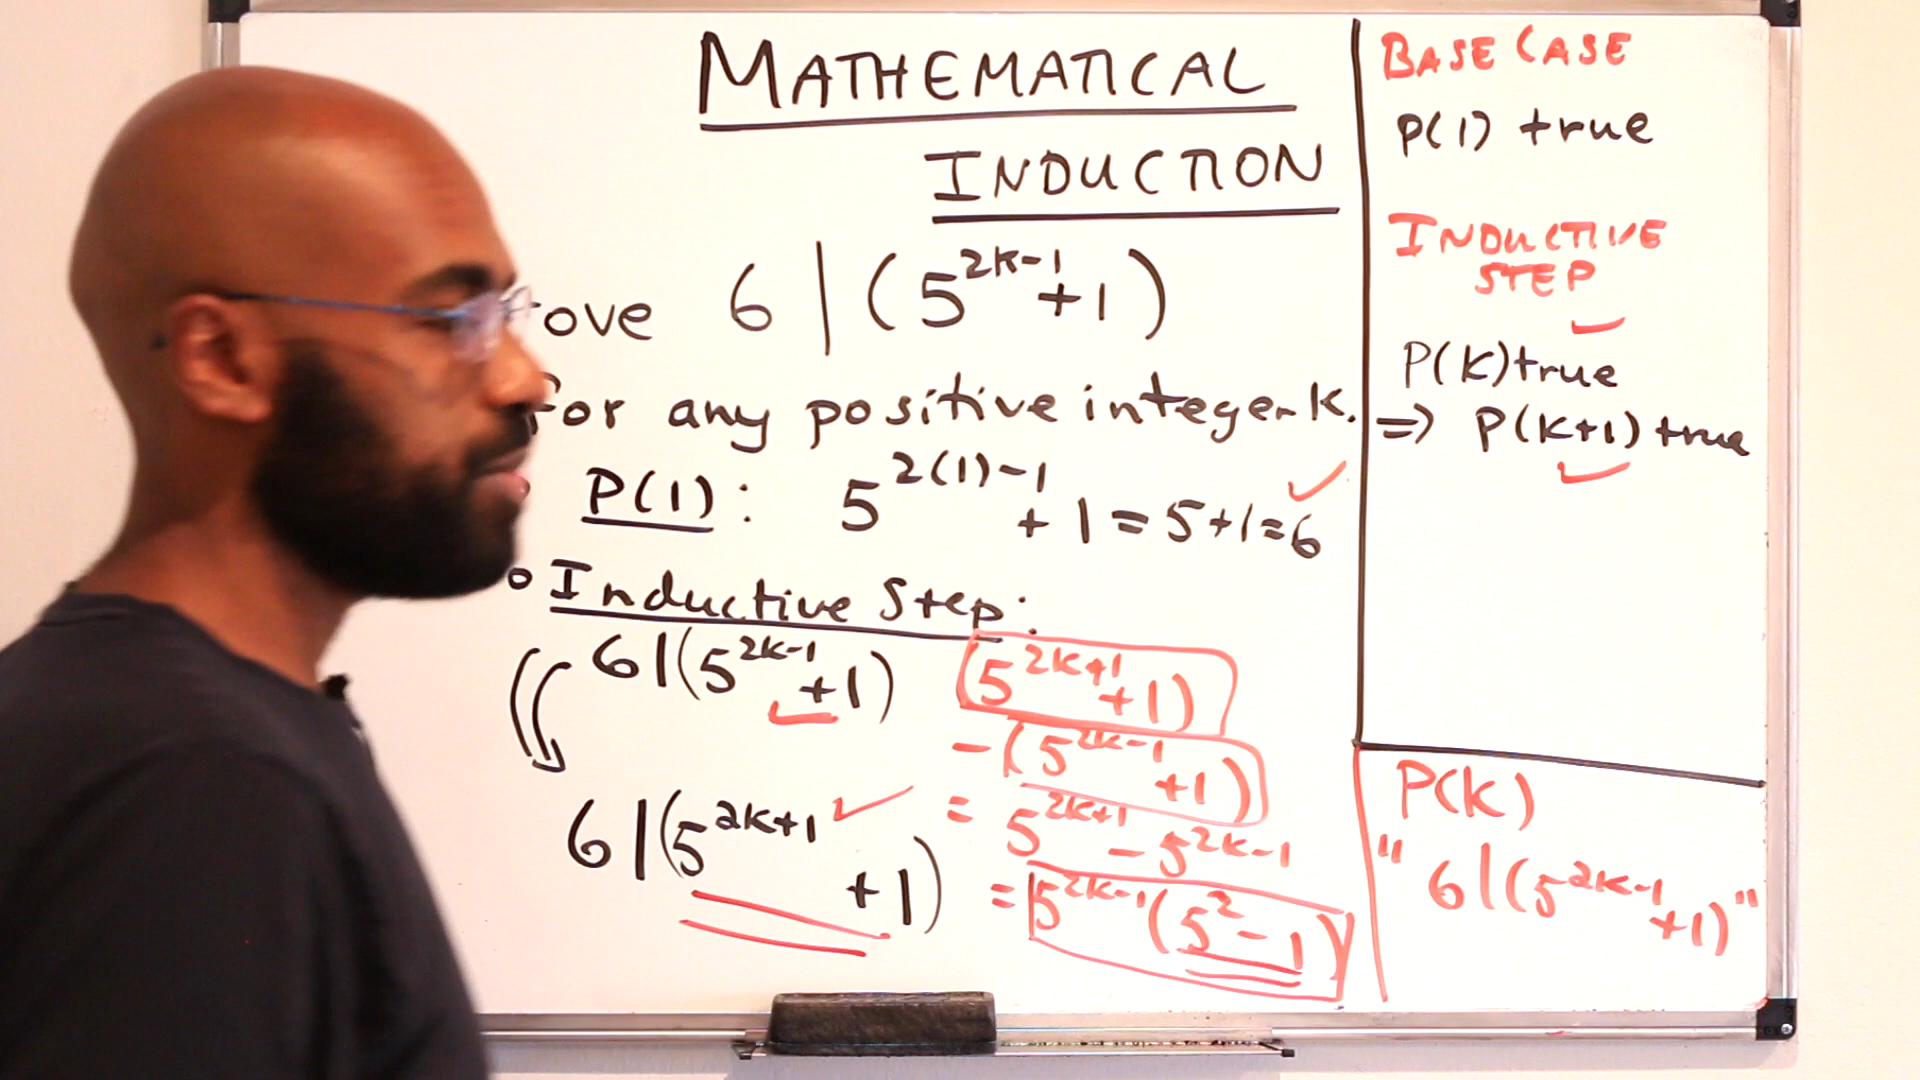 MATHEMATICAL
INDUCTION
ove 6 | (5^{2k-1} + 1)
for any positive integer k.
P(1) : 5^{2(1)-1} + 1 = 5+1=6 ✓
• Inductive Step:
6|(5^{2k-1} +1)
6|(5^{2k+1} +1) ✓
(5^{2k+1} +1)
-(5^{2k-1} +1)
= 5^{2k+1} - 5^{2k-1}
= 5^{2k-1}(5^2 - 1)
BASE CASE
P(1) true
INDUCTIVE
STEP
P(k) true
=> P(k+1) true
P(k)
" 6|(5^{2k-1} +1)"